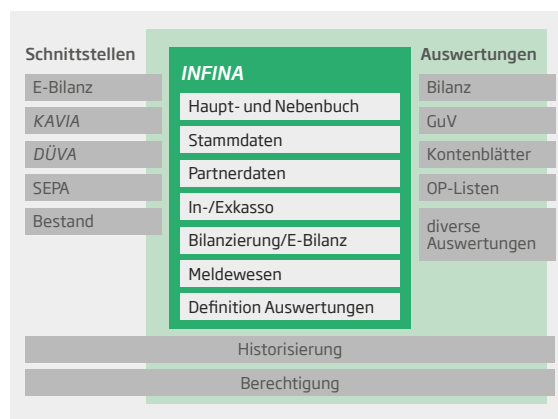 Schnittstellen
E-Bilanz
KAVIA
DÜVA
SEPA
Bestand
INFINA
Haupt- und Nebenbuch
Stammdaten
Partnerdaten
In-/Exkasso
Bilanzierung/E-Bilanz
Meldewesen
Definition Auswertungen
Auswertungen
Bilanz
GuV
Kontenblätter
OP-Listen
diverse
Auswertungen
Historisierung
Berechtigung